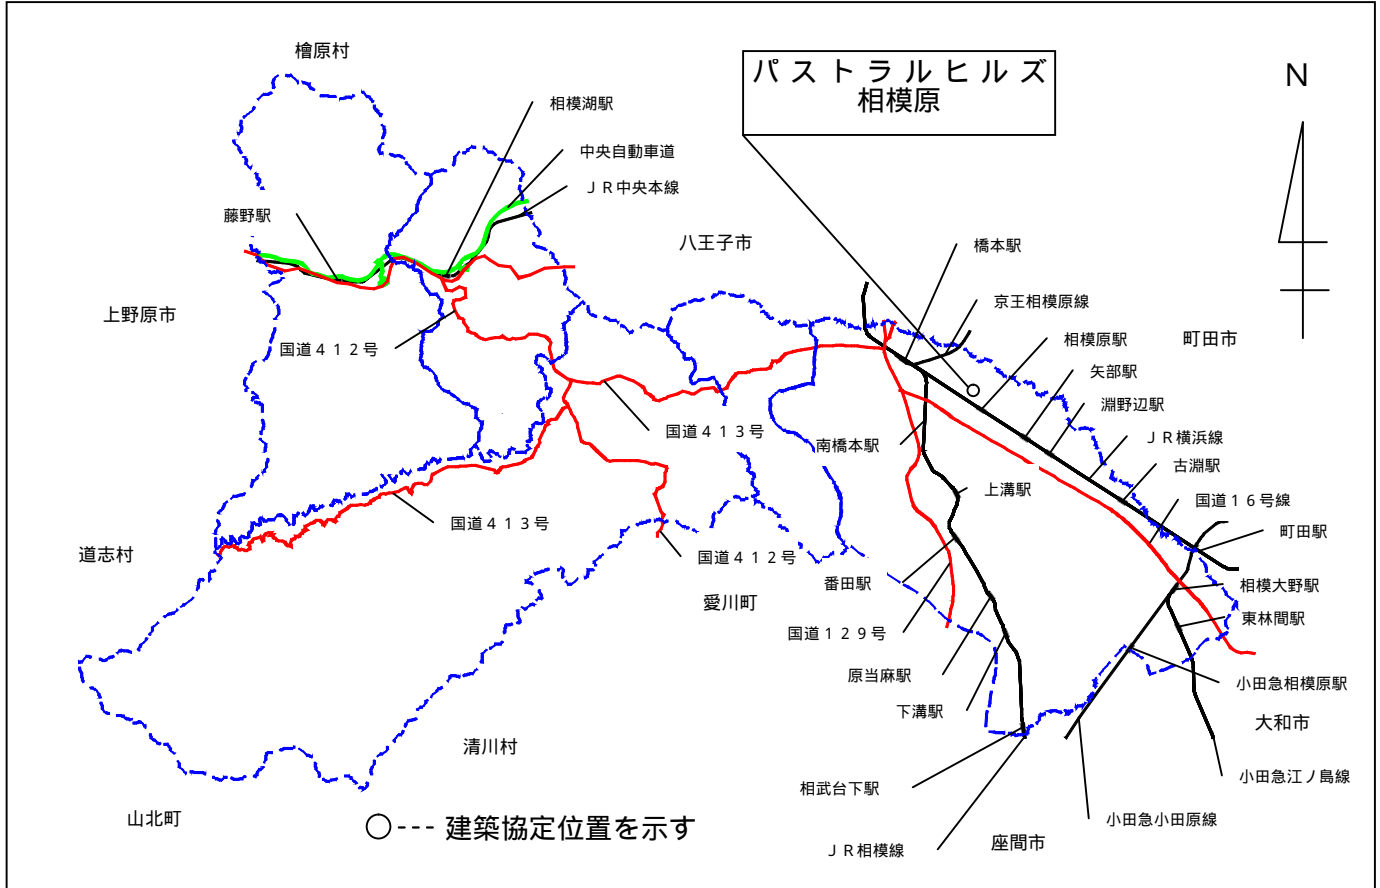 檜原村
パストラルヒルズ
相模原
N
相模湖駅
中央自動車道
ＪＲ中央本線
藤野駅
八王子市
橋本駅
京王相模原線
上野原市
国道４１２号
相模原駅
町田市
矢部駅
淵野辺駅
国道４１３号
南橋本駅
ＪＲ横浜線
古淵駅
上溝駅
国道１６号線
国道４１３号
町田駅
道志村
国道４１２号
番田駅
相模大野駅
愛川町
東林間駅
国道１２９号
原当麻駅
小田急相模原駅
下溝駅
大和市
清川村
小田急江ノ島線
相武台下駅
山北町
○--- 建築協定位置を示す
小田急小田原線
ＪＲ相模線
座間市